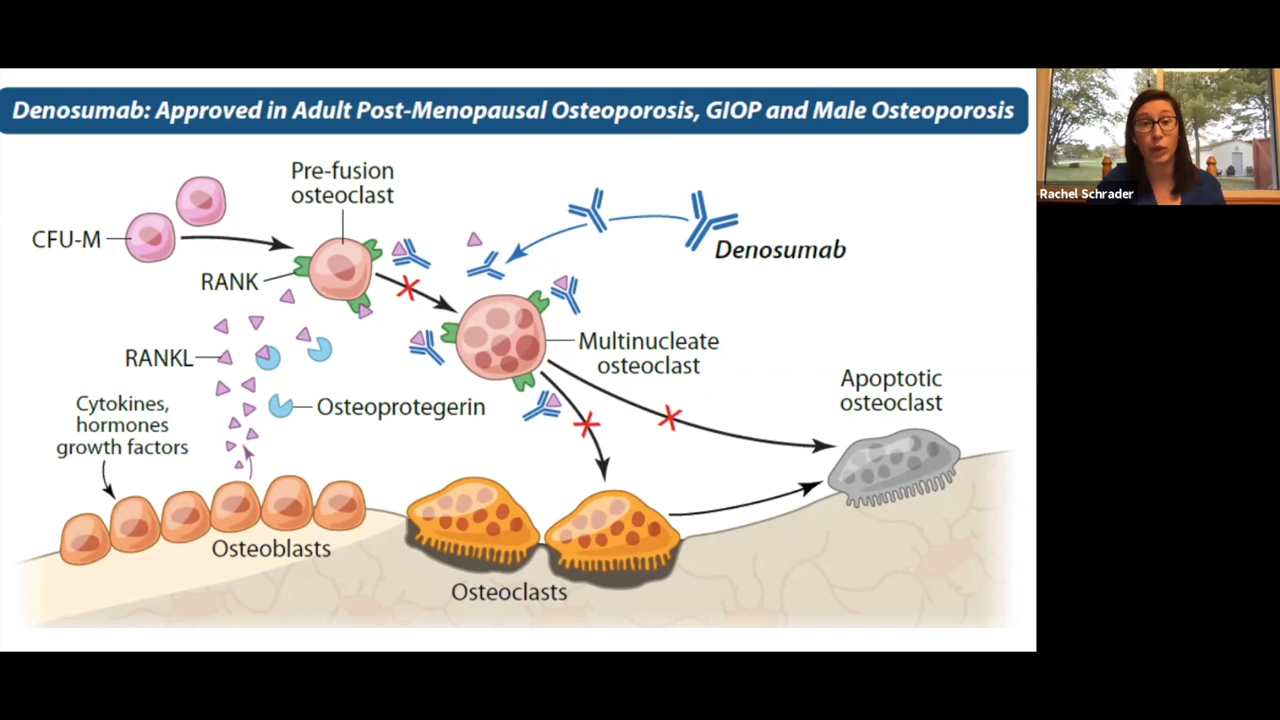 Denosumab: Approved in Adult Post-Menopausal Osteoporosis, GIOP and Male Osteoporosis
Rachel Schrader
Pre-fusion
osteoclast
CFU-M
RANK
Denosumab
RANKL
Multinucleate
osteoclast
Apoptotic
osteoclast
Cytokines,
hormones
growth factors
Osteoprotegerin
Osteoblasts
Osteoclasts